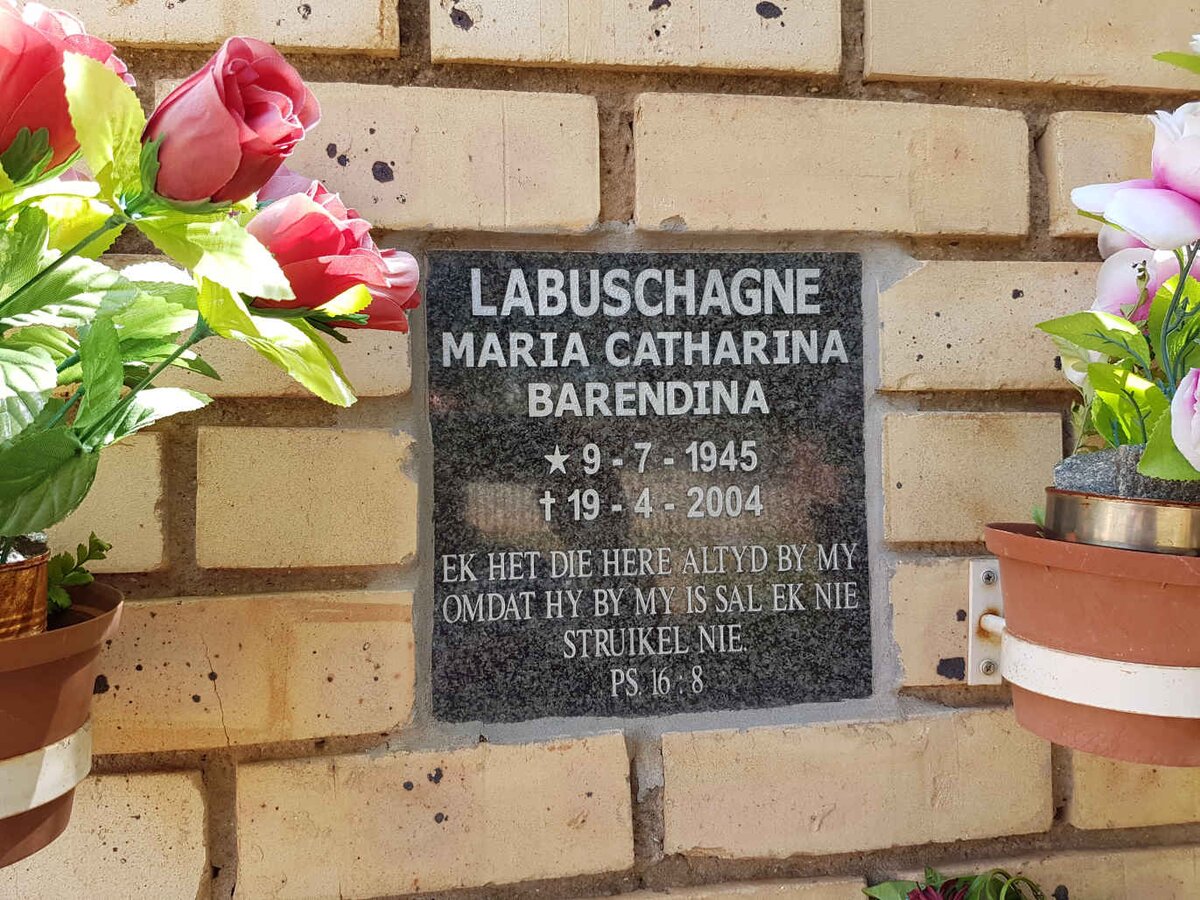 LABUSCHAGNE
MARIA CATHARINA
BARENDINA
★ 9 - 7 - 1945
✝ 19 - 4 - 2004
EK HET DIE HERE ALTYD BY MY
OMDAT HY BY MY IS SAL EK NIE
STRUIKEL NIE.
PS. 16 : 8